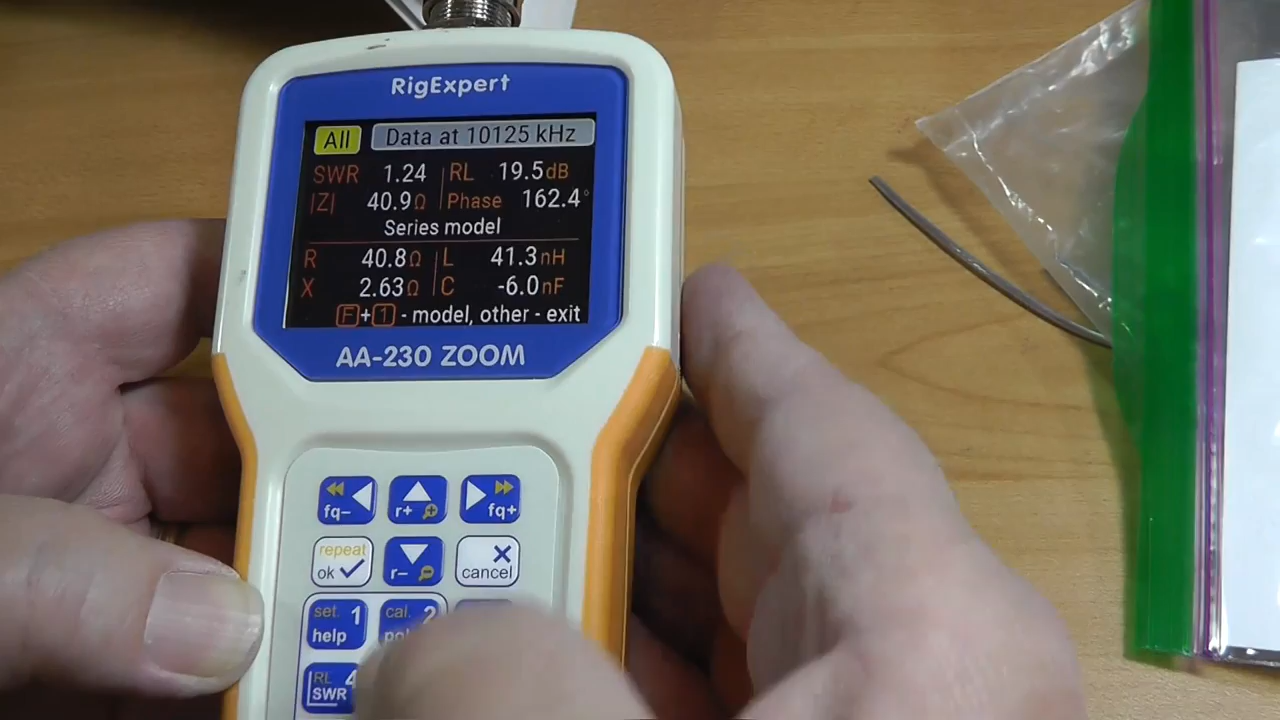 RigExpert
All Data at 10125 kHz
SWR 1.24 RL 19.5dB
|Z| 40.9Ω Phase 162.4°
Series model
R 40.8Ω L 41.3nH
X 2.63Ω C -6.0nF
F+1 - model, other - exit
AA-230 ZOOM
fq- r+ fq+
repeat
ok r- cancel
set. 1 cal. 2
help
RL 4
SWR